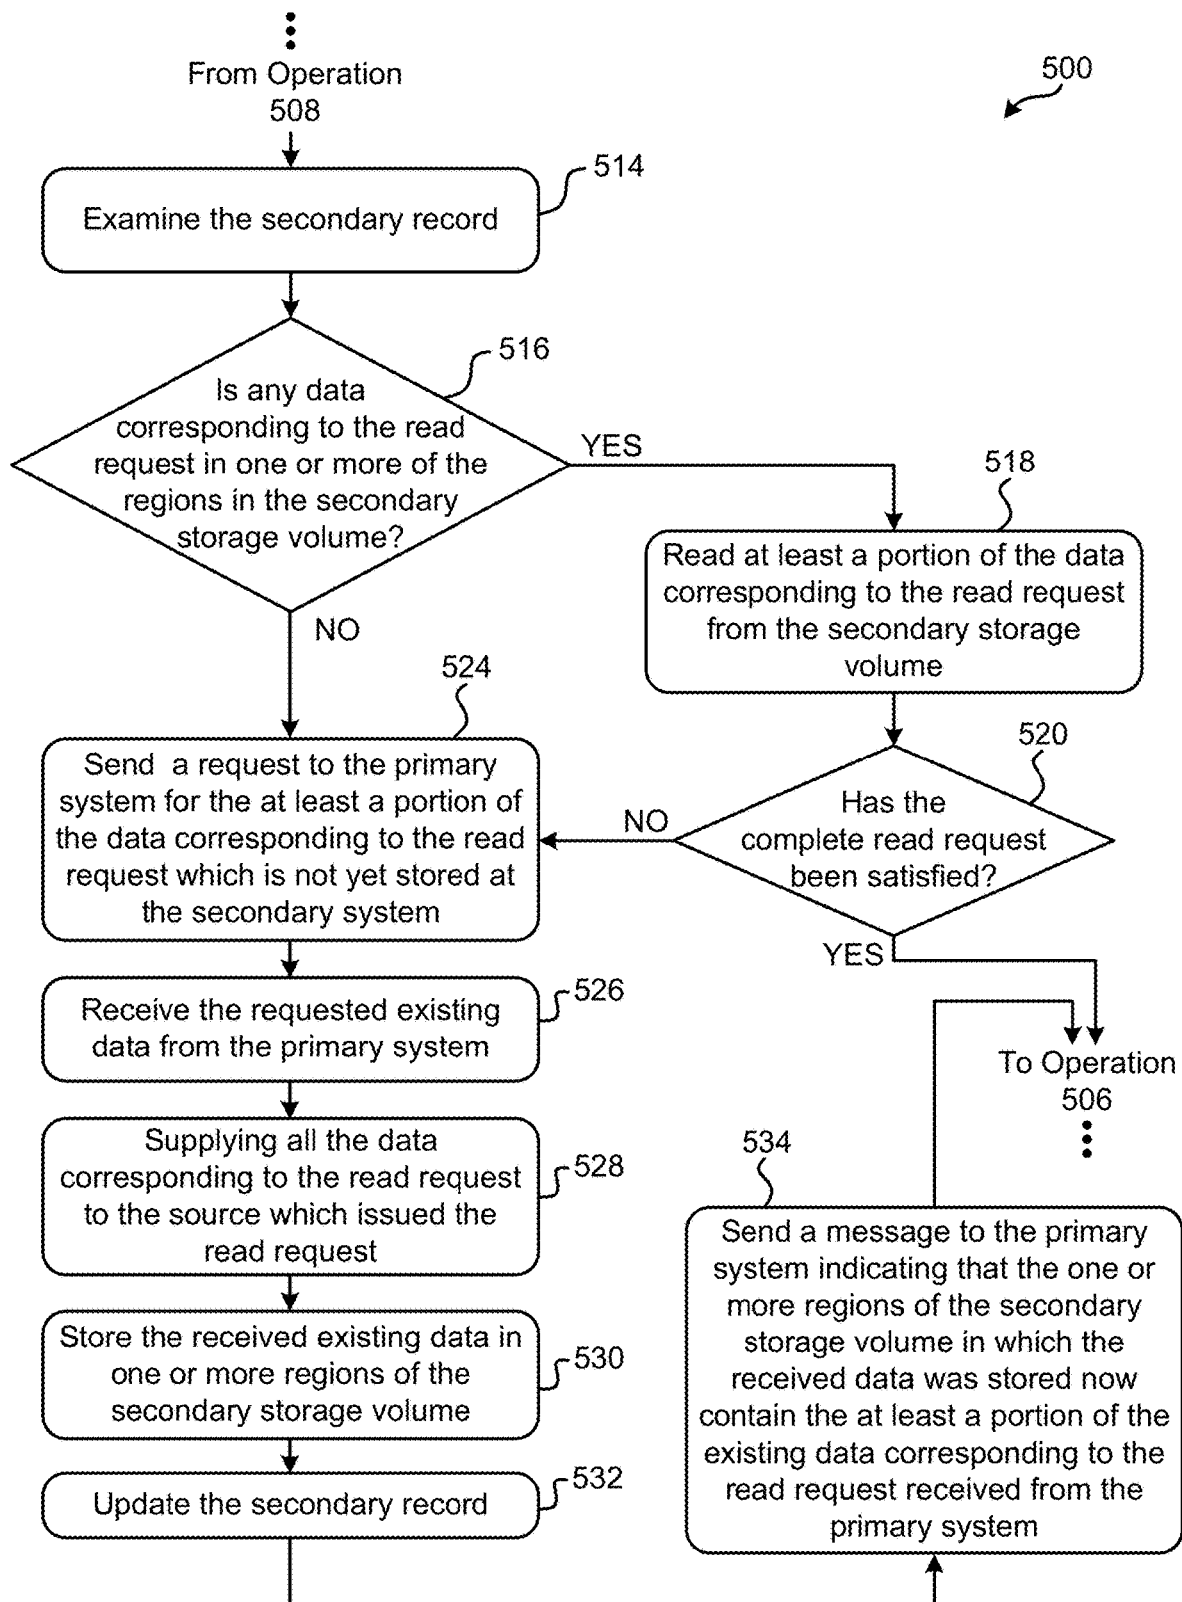 From Operation
508
500
514
Examine the secondary record
516
Is any data
corresponding to the read
request in one or more of the
regions in the secondary
storage volume?
YES
NO
518
Read at least a portion of the data
corresponding to the read request
from the secondary storage
volume
520
Has the
complete read request
been satisfied?
NO
YES
524
Send a request to the primary
system for the at least a portion of
the data corresponding to the read
request which is not yet stored at
the secondary system
526
Receive the requested existing
data from the primary system
To Operation
506
528
Supplying all the data
corresponding to the read request
to the source which issued the
read request
530
Store the received existing data in
one or more regions of the
secondary storage volume
532
Update the secondary record
534
Send a message to the primary
system indicating that the one or
more regions of the secondary
storage volume in which the
received data was stored now
contain the at least a portion of the
existing data corresponding to the
read request received from the
primary system